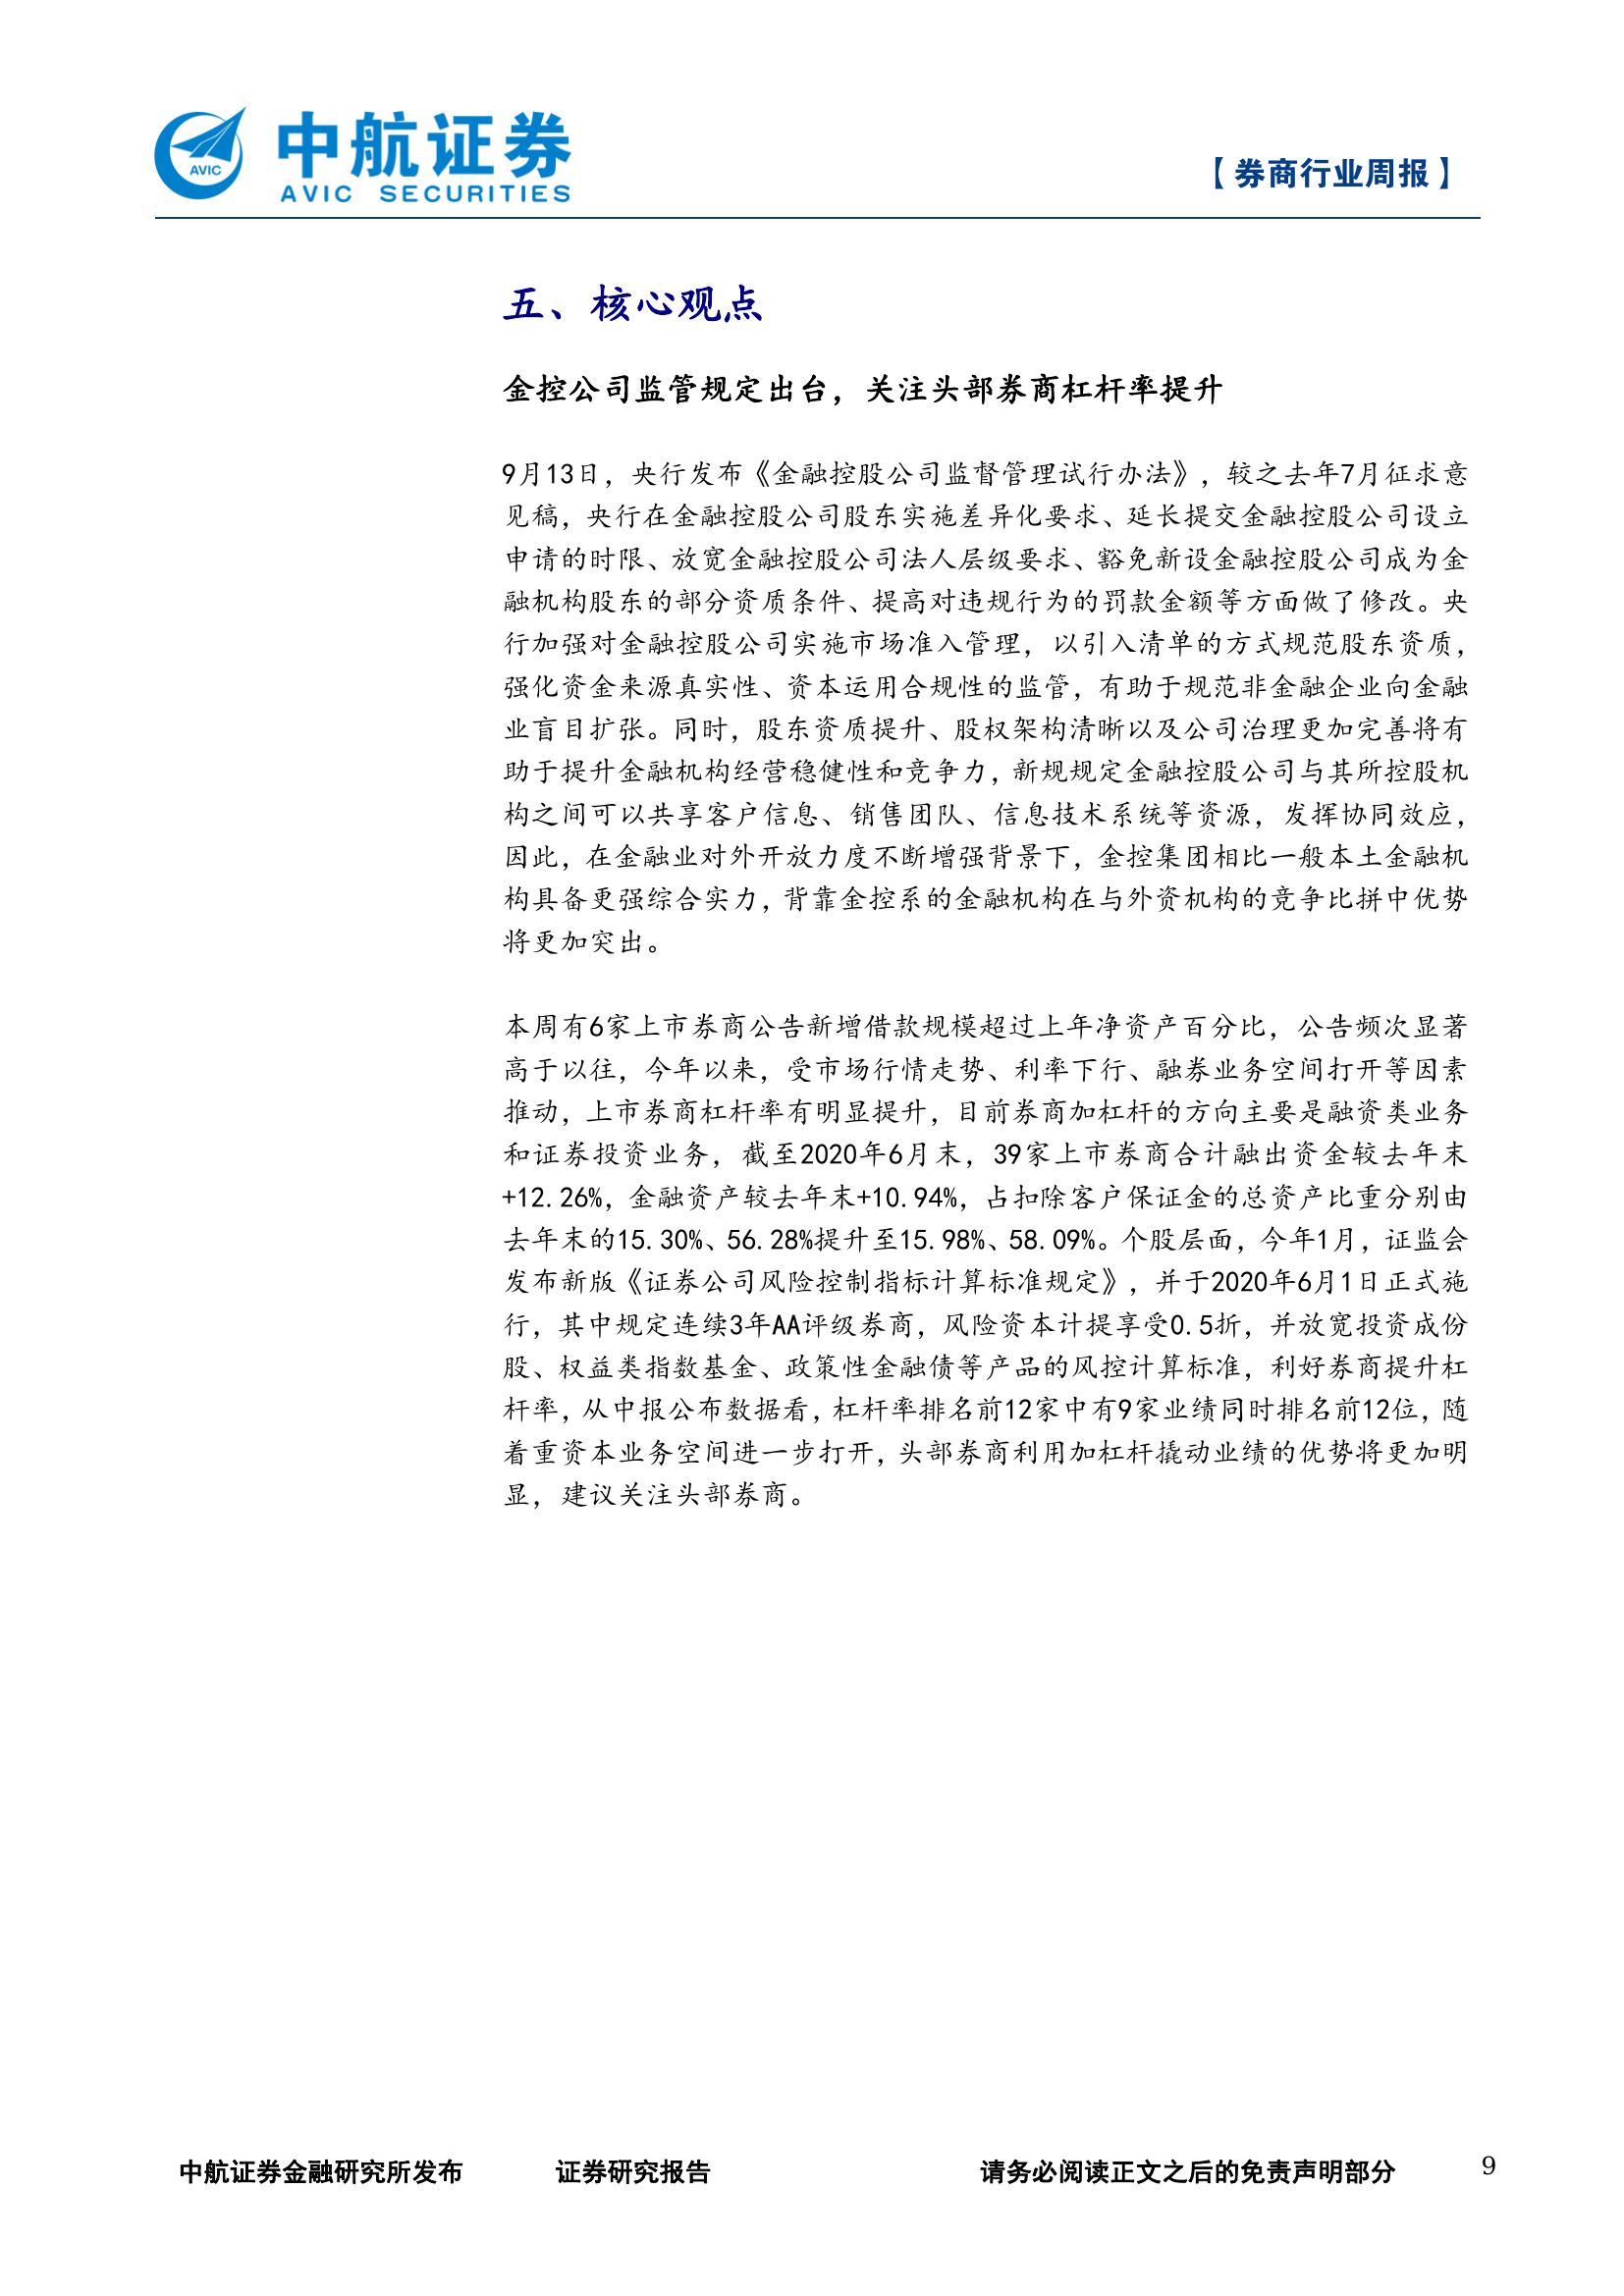 AVIC
中航证券
AVIC SECURITIES
【券商行业周报】
五、核心观点
金控公司监管规定出台，关注头部券商杠杆率提升
9月13日，央行发布《金融控股公司监督管理试行办法》，较之去年7月征求意
见稿，央行在金融控股公司股东实施差异化要求、延长提交金融控股公司设立
申请的时限、放宽金融控股公司法人层级要求、豁免新设金融控股公司成为金
融机构股东的部分资质条件、提高对违规行为的罚款金额等方面做了修改。央
行加强对金融控股公司实施市场准入管理，以引入清单的方式规范股东资质，
强化资金来源真实性、资本运用合规性的监管，有助于规范非金融企业向金融
业盲目扩张。同时，股东资质提升、股权架构清晰以及公司治理更加完善将有
助于提升金融机构经营稳健性和竞争力，新规规定金融控股公司与其所控股机
构之间可以共享客户信息、销售团队、信息技术系统等资源，发挥协同效应，
因此，在金融业对外开放力度不断增强背景下，金控集团相比一般本土金融机
构具备更强综合实力，背靠金控系的金融机构在与外资机构的竞争比拼中优势
将更加突出。
本周有6家上市券商公告新增借款规模超过上年净资产百分比，公告频次显著
高于以往，今年以来，受市场行情走势、利率下行、融券业务空间打开等因素
推动，上市券商杠杆率有明显提升，目前券商加杠杆的方向主要是融资类业务
和证券投资业务，截至2020年6月末，39家上市券商合计融出资金较去年末
+12.26%，金融资产较去年末+10.94%，占扣除客户保证金的总资产比重分别由
去年末的15.30%、56.28%提升至15.98%、58.09%。个股层面，今年1月，证监会
发布新版《证券公司风险控制指标计算标准规定》，并于2020年6月1日正式施
行，其中规定连续3年AA评级券商，风险资本计提享受0.5折，并放宽投资成份
股、权益类指数基金、政策性金融债等产品的风控计算标准，利好券商提升杠
杆率，从中报公布数据看，杠杆率排名前12家中有9家业绩同时排名前12位，随
着重资本业务空间进一步打开，头部券商利用加杠杆撬动业绩的优势将更加明
显，建议关注头部券商。
中航证券金融研究所发布 证券研究报告 请务必阅读正文之后的免责声明部分 9